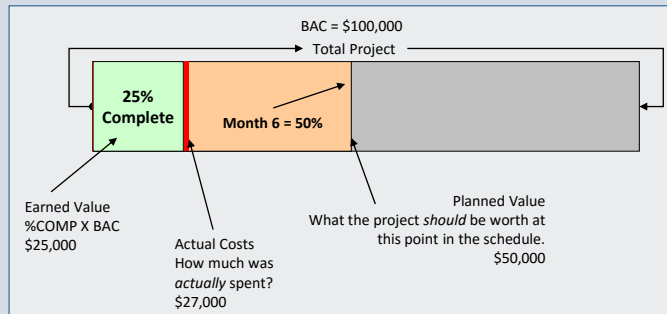 BAC = $100,000
Total Project
25%
Complete
Month 6 = 50%
Earned Value
%COMP X BAC
$25,000
Actual Costs
How much was
actually spent?
$27,000
Planned Value
What the project should be worth at
this point in the schedule.
$50,000